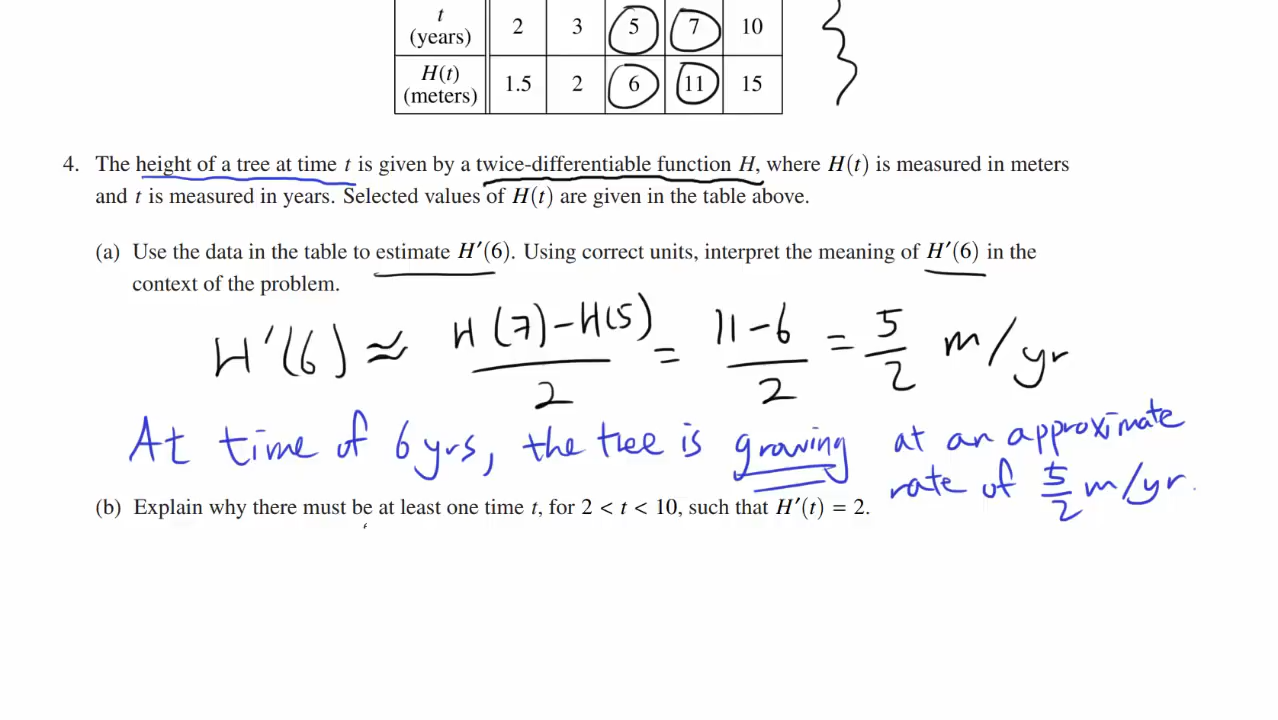 t (years) 2 3 5 7 10
H(t) (meters) 1.5 2 6 11 15
4. The height of a tree at time t is given by a twice-differentiable function H, where H(t) is measured in meters
and t is measured in years. Selected values of H(t) are given in the table above.
(a) Use the data in the table to estimate H′(6). Using correct units, interpret the meaning of H′(6) in the
context of the problem.
H'(6) ≈ H(7)-H(5) / 2 = 11-6 / 2 = 5/2 m/yr
At time of 6 yrs, the tree is growing at an approximate
rate of 5/2 m/yr.
(b) Explain why there must be at least one time t, for 2 < t < 10, such that H′(t) = 2.